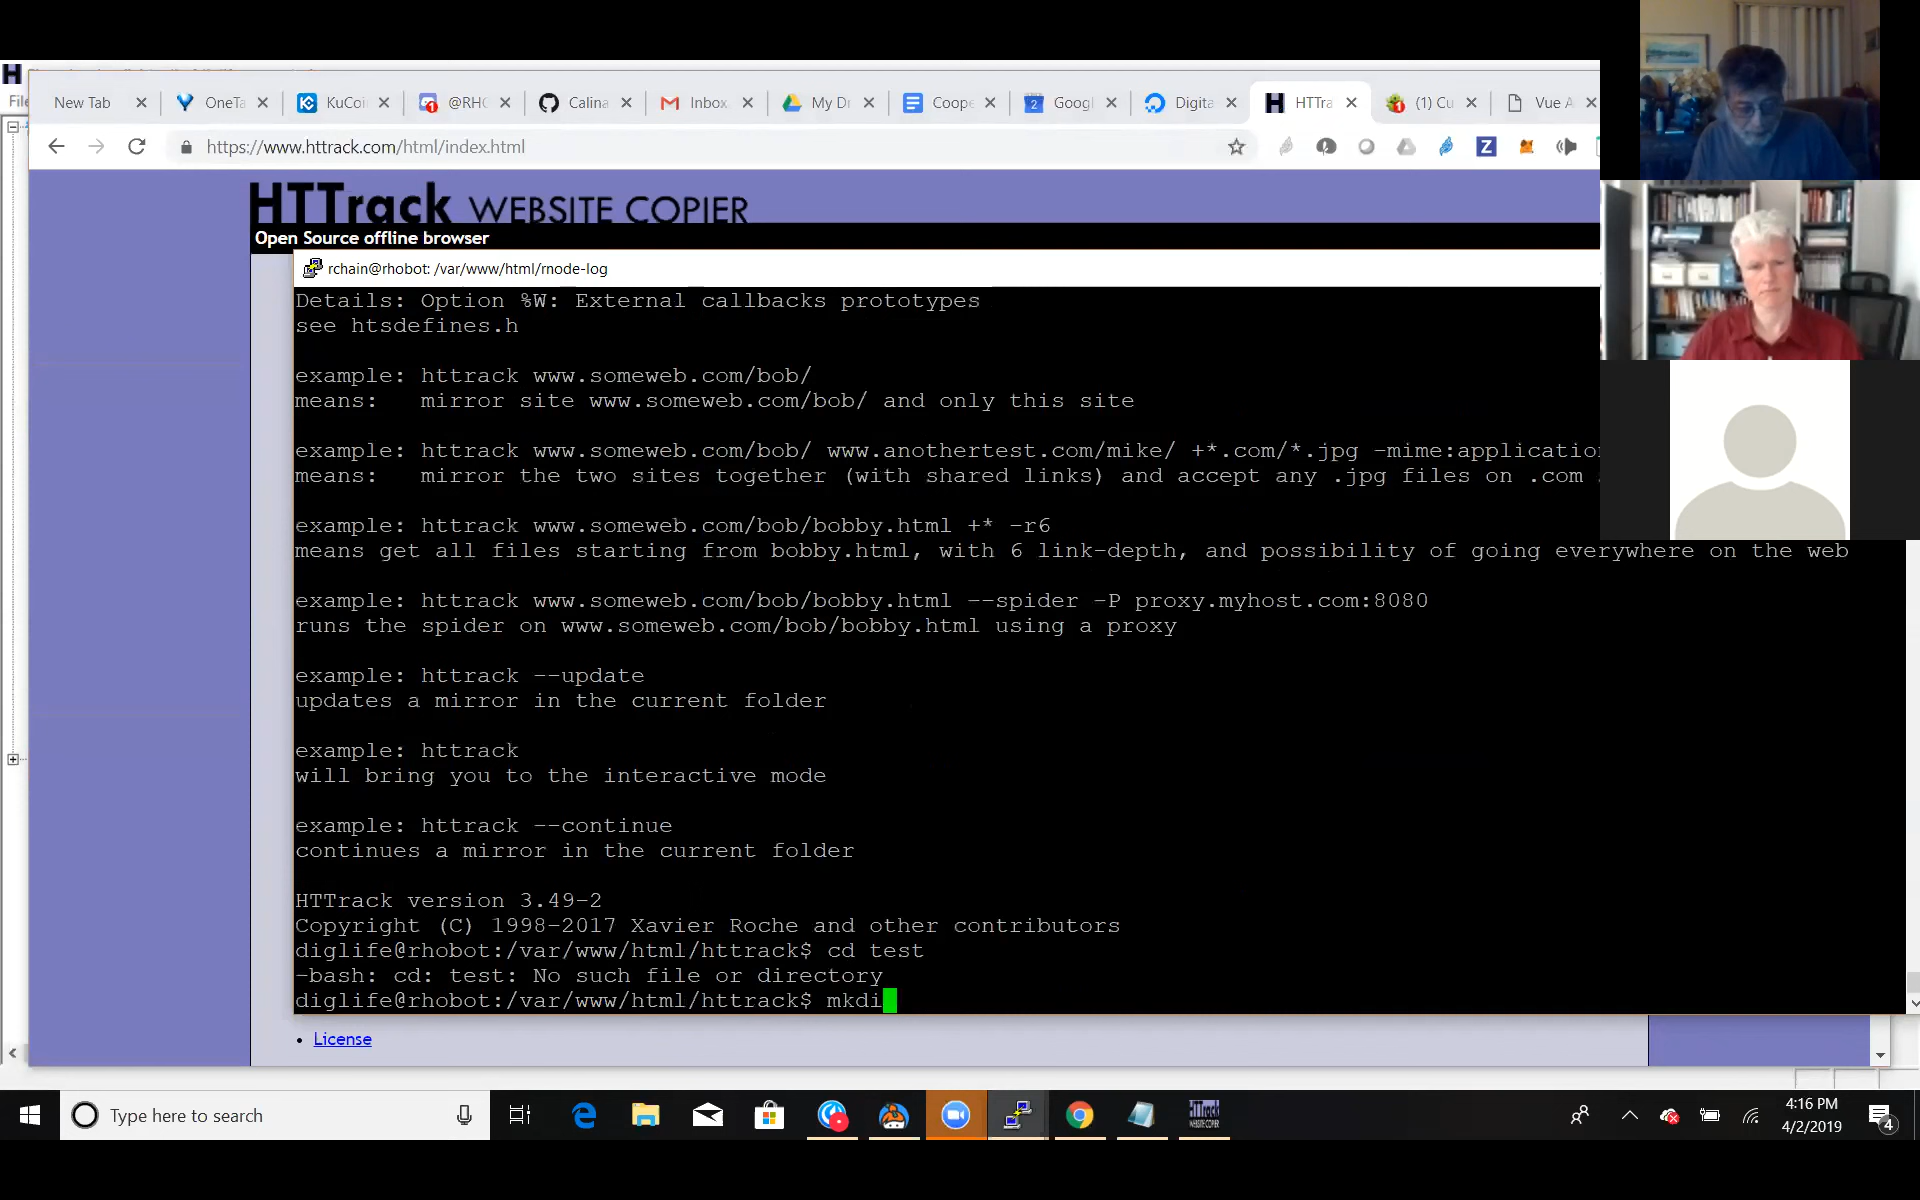 H
File
New Tab
OneTa
KuCoi
@RHC
Calina
Inbox
My Dr
Coope
2 Googl
Digita
H HTTra
(1) Cu
Vue A
https://www.httrack.com/html/index.html
Z
HTTrack WEBSITE COPIER
Open Source offline browser
rchain@rhobot: /var/www/html/rnode-log
Details: Option %W: External callbacks prototypes
see htsdefines.h
example: httrack www.someweb.com/bob/
means:   mirror site www.someweb.com/bob/ and only this site
example: httrack www.someweb.com/bob/ www.anothertest.com/mike/ +*.com/*.jpg -mime:application
means:   mirror the two sites together (with shared links) and accept any .jpg files on .com
example: httrack www.someweb.com/bob/bobby.html +* -r6
means get all files starting from bobby.html, with 6 link-depth, and possibility of going everywhere on the web
example: httrack www.someweb.com/bob/bobby.html --spider -P proxy.myhost.com:8080
runs the spider on www.someweb.com/bob/bobby.html using a proxy
example: httrack --update
updates a mirror in the current folder
example: httrack
will bring you to the interactive mode
example: httrack --continue
continues a mirror in the current folder
HTTrack version 3.49-2
Copyright (C) 1998-2017 Xavier Roche and other contributors
diglife@rhobot:/var/www/html/httrack$ cd test
-bash: cd: test: No such file or directory
diglife@rhobot:/var/www/html/httrack$ mkdi
• License
Type here to search
HTTrack
WEBSITE
COPIER
4:16 PM
4/2/2019
4